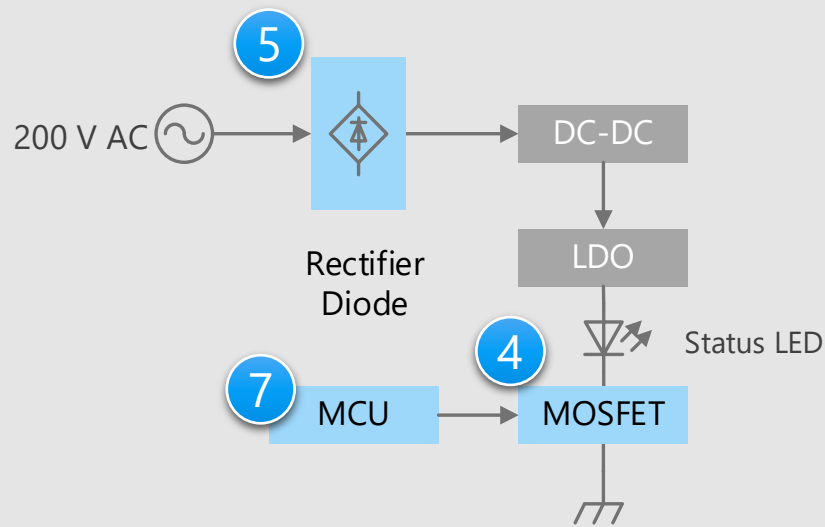 5
200 V AC
DC-DC
LDO
Rectifier
Diode
4
Status LED
7
MCU
MOSFET